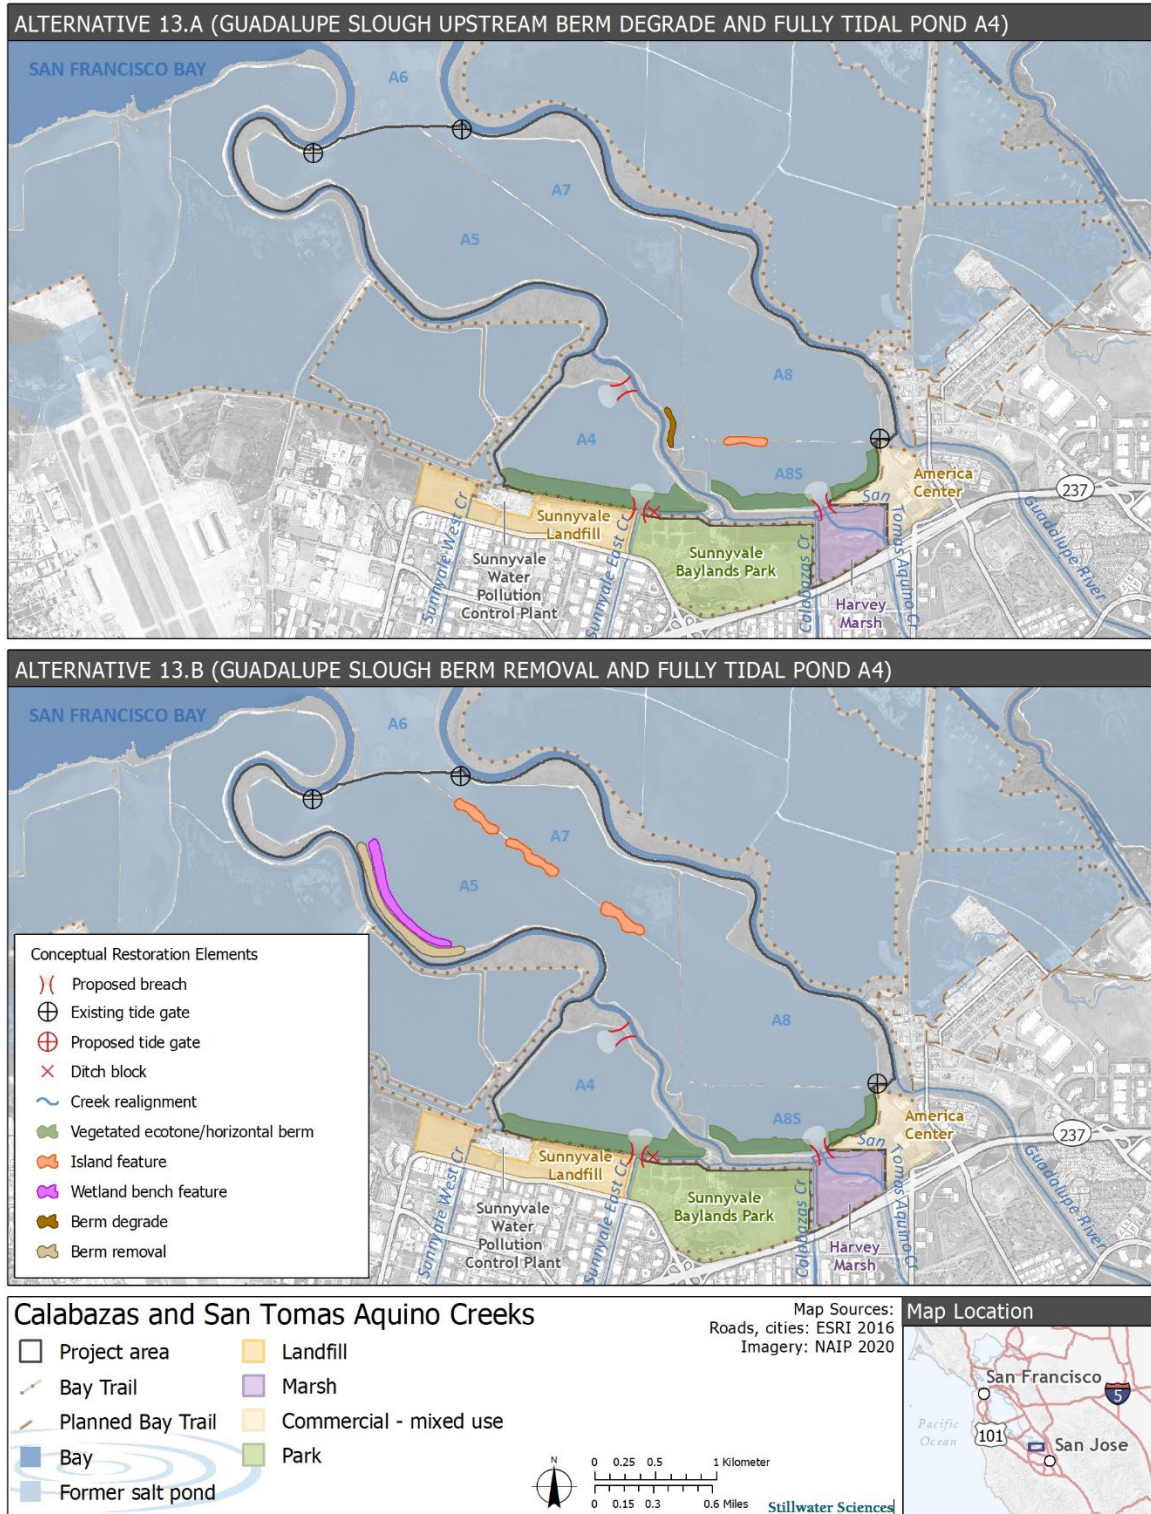 ALTERNATIVE 13.A (GUADALUPE SLOUGH UPSTREAM BERM DEGRADE AND FULLY TIDAL POND A4)
SAN FRANCISCO BAY
A6
A7
A5
A8
A4
A8S
San Tomas Aquino Cr
America
Center
237
Guadalupe River
Sunnyvale West Cr
Sunnyvale
Landfill
Sunnyvale East Cr
Sunnyvale
Water
Pollution
Control Plant
Sunnyvale
Baylands Park
Calabazas Cr
Harvey
Marsh
ALTERNATIVE 13.B (GUADALUPE SLOUGH BERM REMOVAL AND FULLY TIDAL POND A4)
SAN FRANCISCO BAY
A6
A7
A5
A8
A4
A8S
San Tomas Aquino Cr
America
Center
237
Guadalupe River
Sunnyvale West Cr
Sunnyvale
Landfill
Sunnyvale East Cr
Sunnyvale
Water
Pollution
Control Plant
Sunnyvale
Baylands Park
Calabazas Cr
Harvey
Marsh
Conceptual Restoration Elements
Proposed breach
Existing tide gate
Proposed tide gate
Ditch block
Creek realignment
Vegetated ecotone/horizontal berm
Island feature
Wetland bench feature
Berm degrade
Berm removal
Calabazas and San Tomas Aquino Creeks
Project area
Bay Trail
Planned Bay Trail
Bay
Former salt pond
Landfill
Marsh
Commercial - mixed use
Park
Map Sources:
Roads, cities: ESRI 2016
Imagery: NAIP 2020
N
0 0.25 0.5 1 Kilometer
0 0.15 0.3 0.6 Miles
Stillwater Sciences
Map Location
San Francisco
5
Pacific
Ocean
101
San Jose